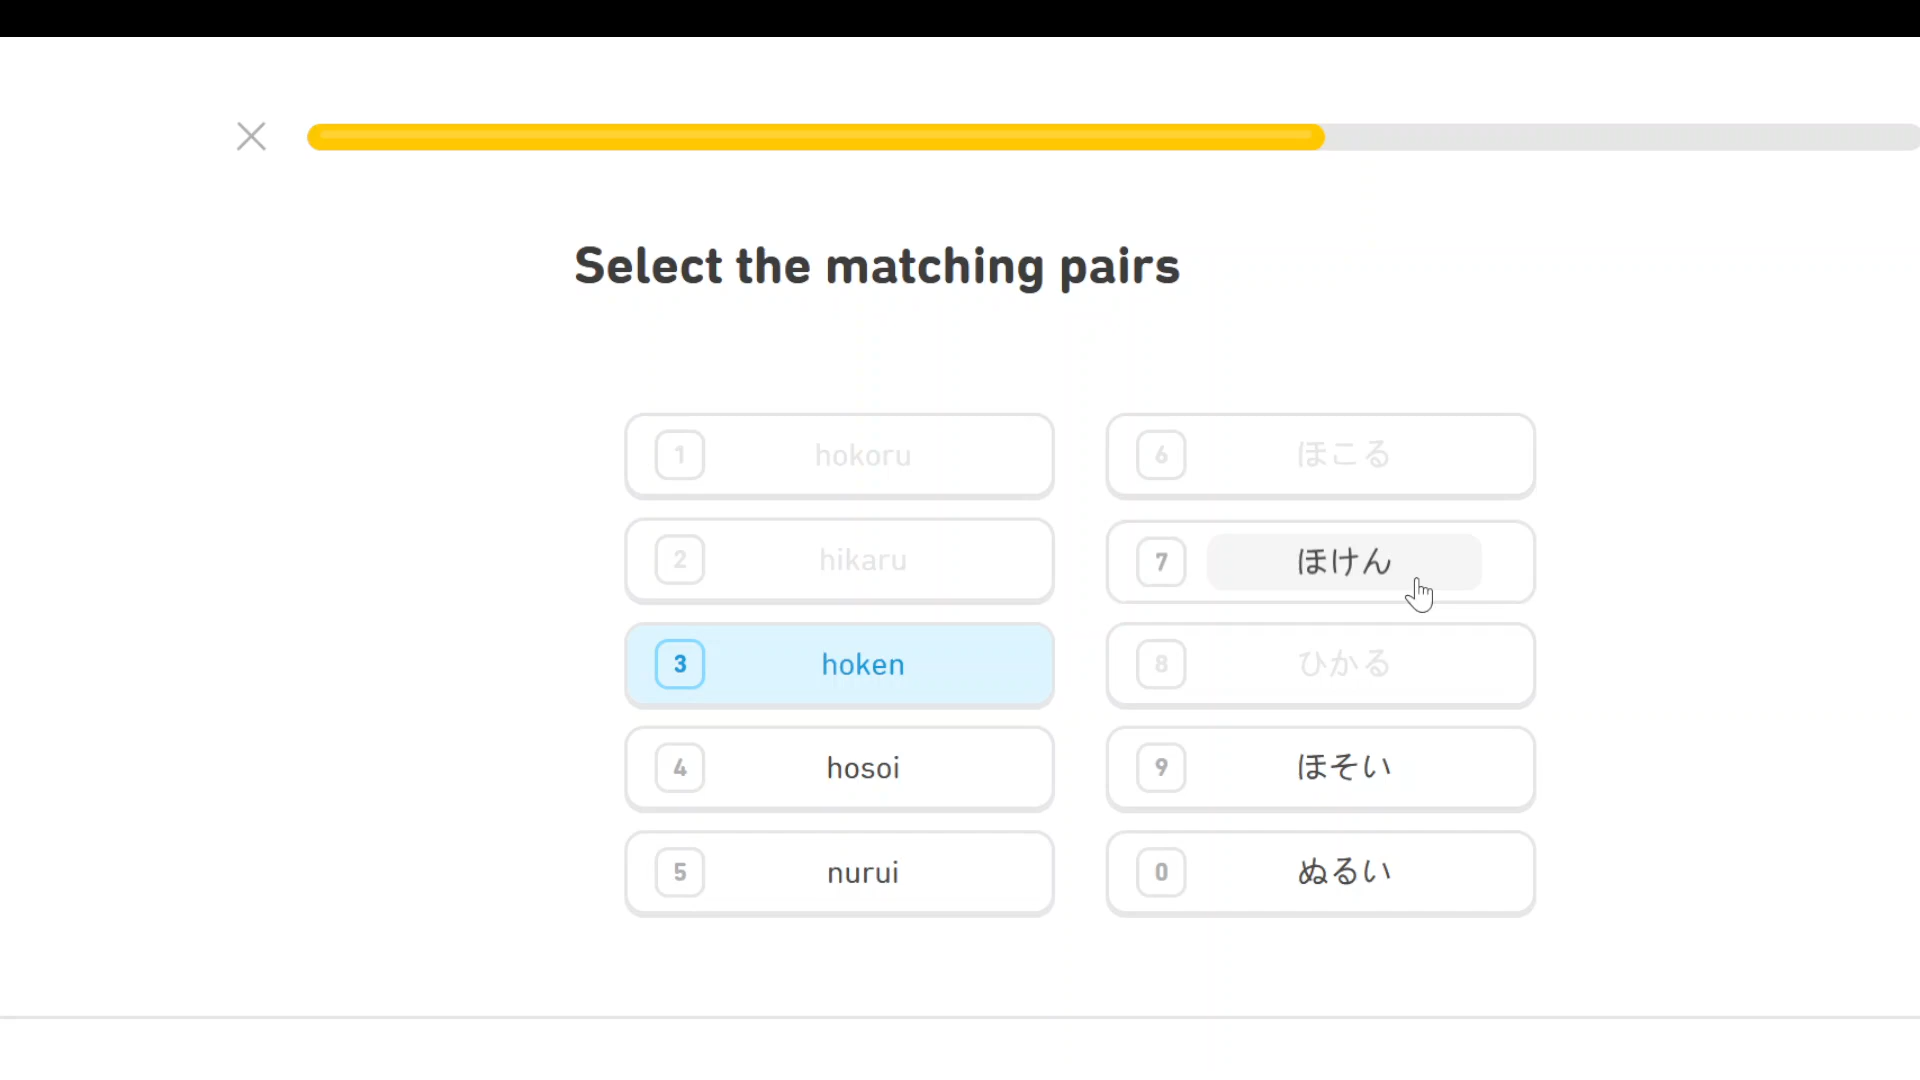 Select the matching pairs
1 hokoru
6 ほこる
2 hikaru
7 ほけん
3 hoken
8 ひかる
4 hosoi
9 ほそい
5 nurui
0 ぬるい